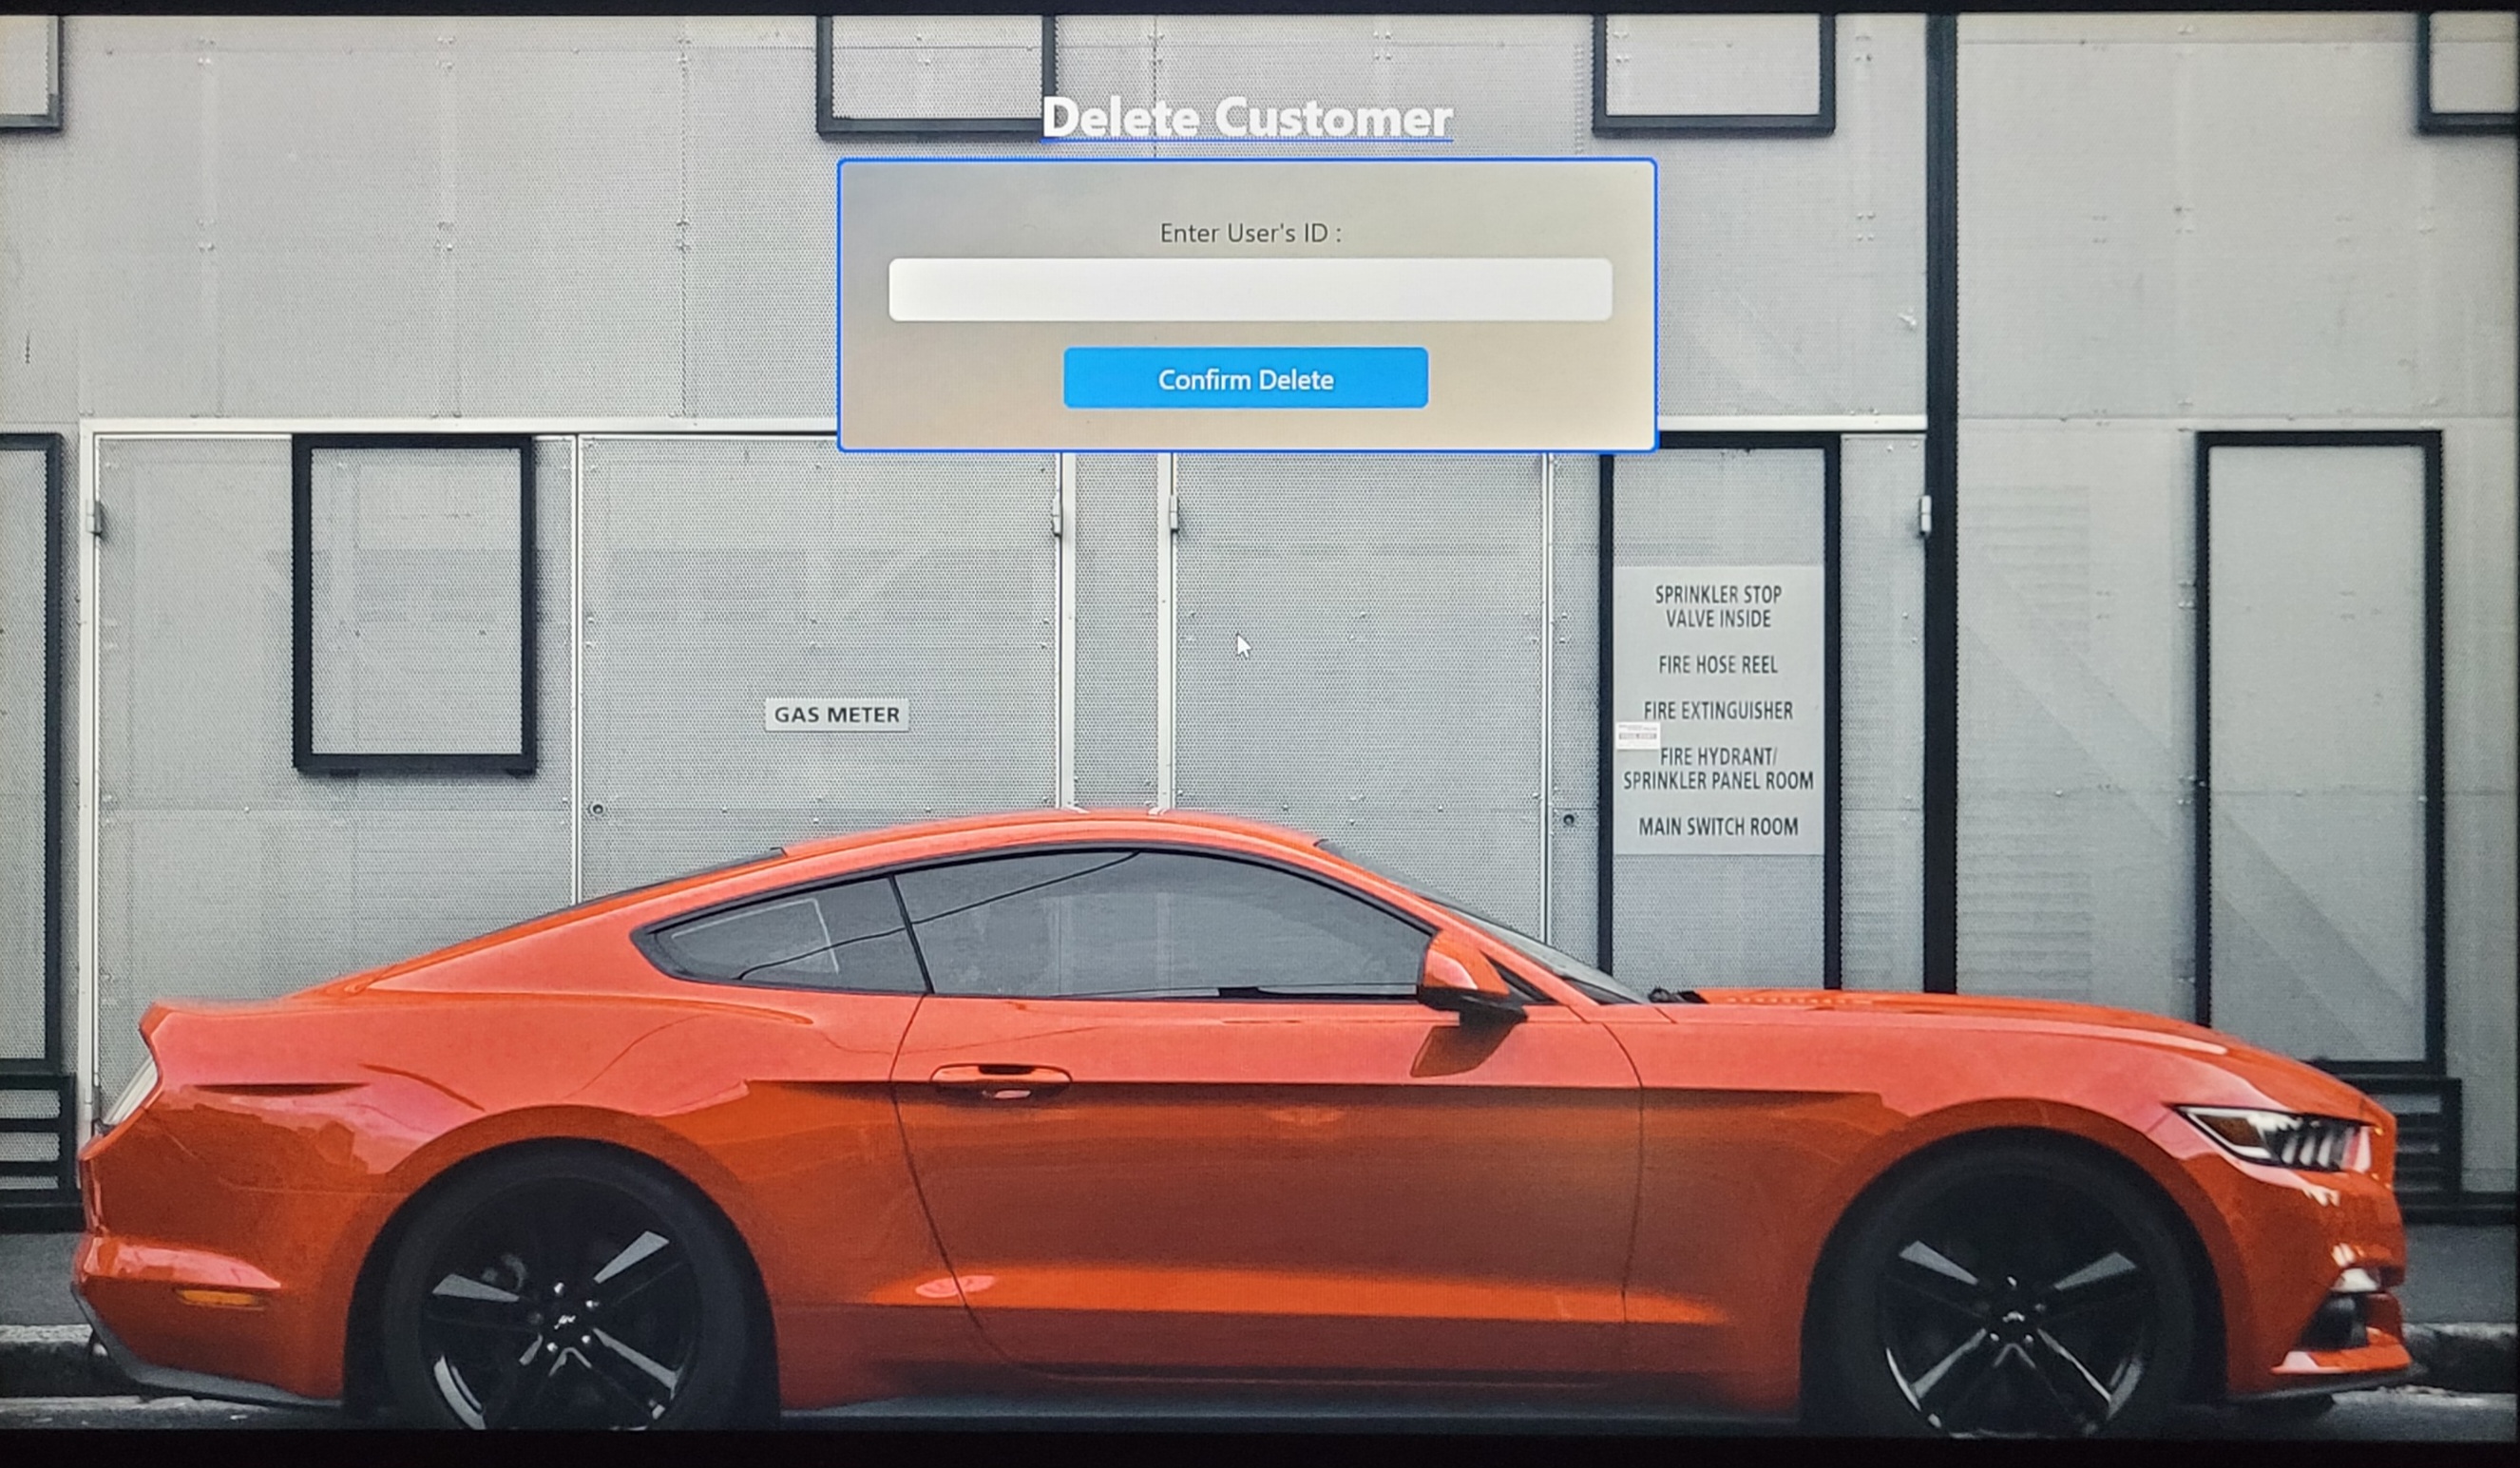 Delete Customer
Enter User's ID :
Confirm Delete
GAS METER
SPRINKLER STOP
VALVE INSIDE
FIRE HOSE REEL
FIRE EXTINGUISHER
FIRE HYDRANT/
SPRINKLER PANEL ROOM
MAIN SWITCH ROOM